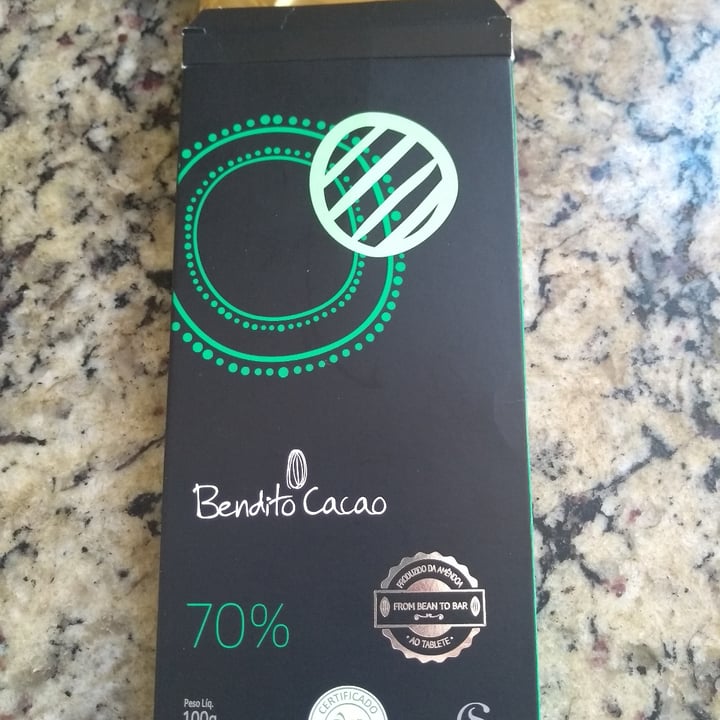 Bendito Cacao
PRODUZIDO DA AMÊNDOA
FROM BEAN TO BAR
AO TABLETE
70%
Peso Líq.
100g
CERTIFICADO